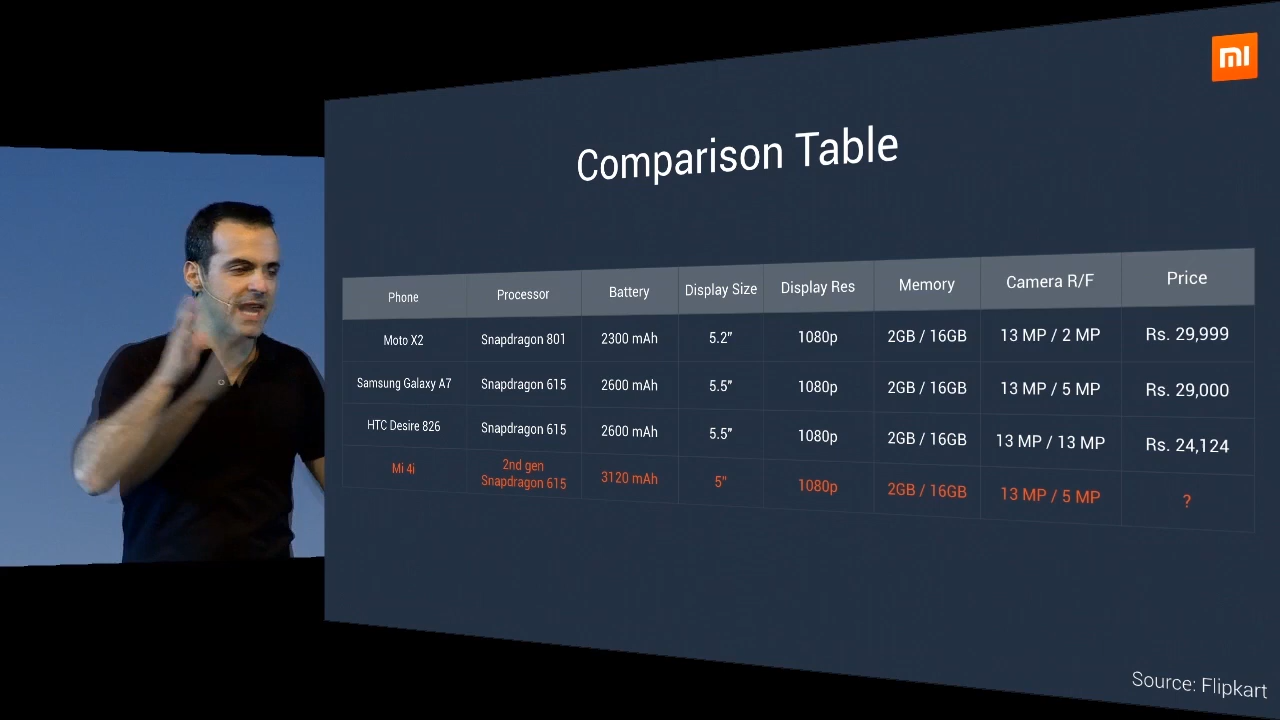 mi
Comparison Table
Phone Processor Battery Display Size Display Res Memory Camera R/F Price
Moto X2 Snapdragon 801 2300 mAh 5.2” 1080p 2GB / 16GB 13 MP / 2 MP Rs. 29,999
Samsung Galaxy A7 Snapdragon 615 2600 mAh 5.5” 1080p 2GB / 16GB 13 MP / 5 MP Rs. 29,000
HTC Desire 826 Snapdragon 615 2600 mAh 5.5” 1080p 2GB / 16GB 13 MP / 13 MP Rs. 24,124
Mi 4i 2nd gen Snapdragon 615 3120 mAh 5” 1080p 2GB / 16GB 13 MP / 5 MP ?
Source: Flipkart